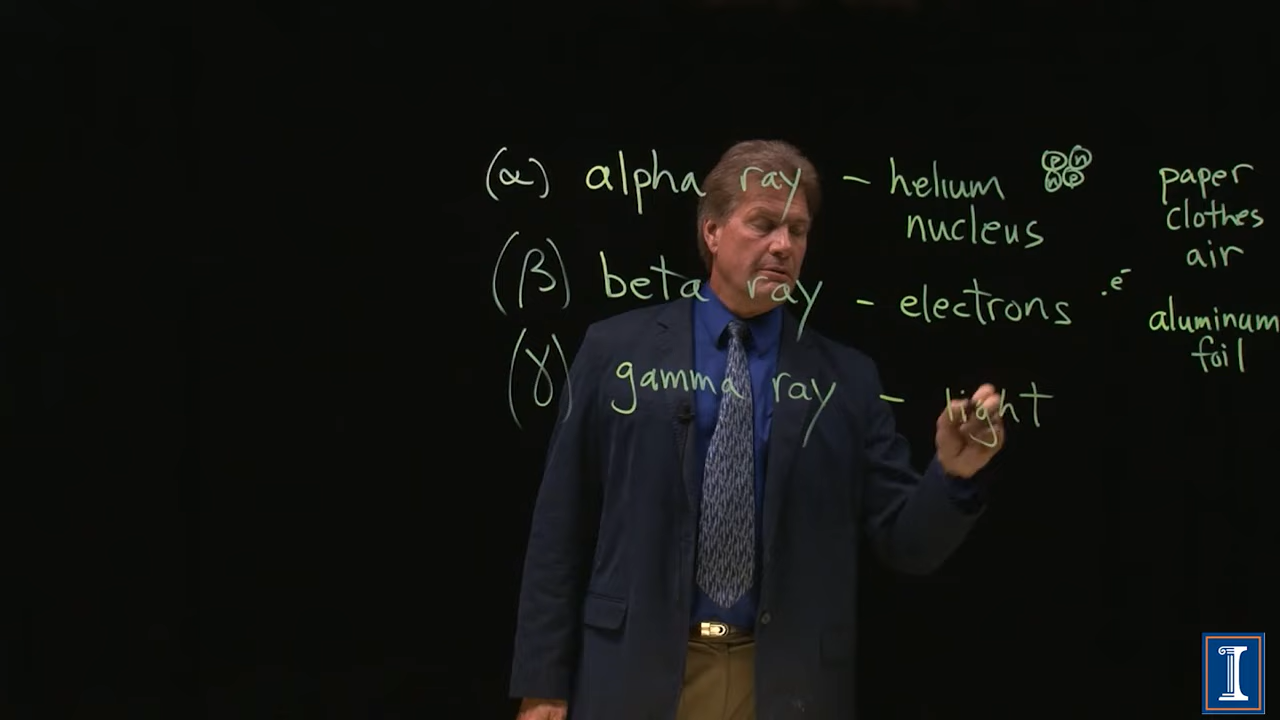 (α) alpha ray – helium nucleus
p n
n p
paper
clothes
air
(β) beta ray – electrons . e⁻
aluminum
foil
(γ) gamma ray – light
I